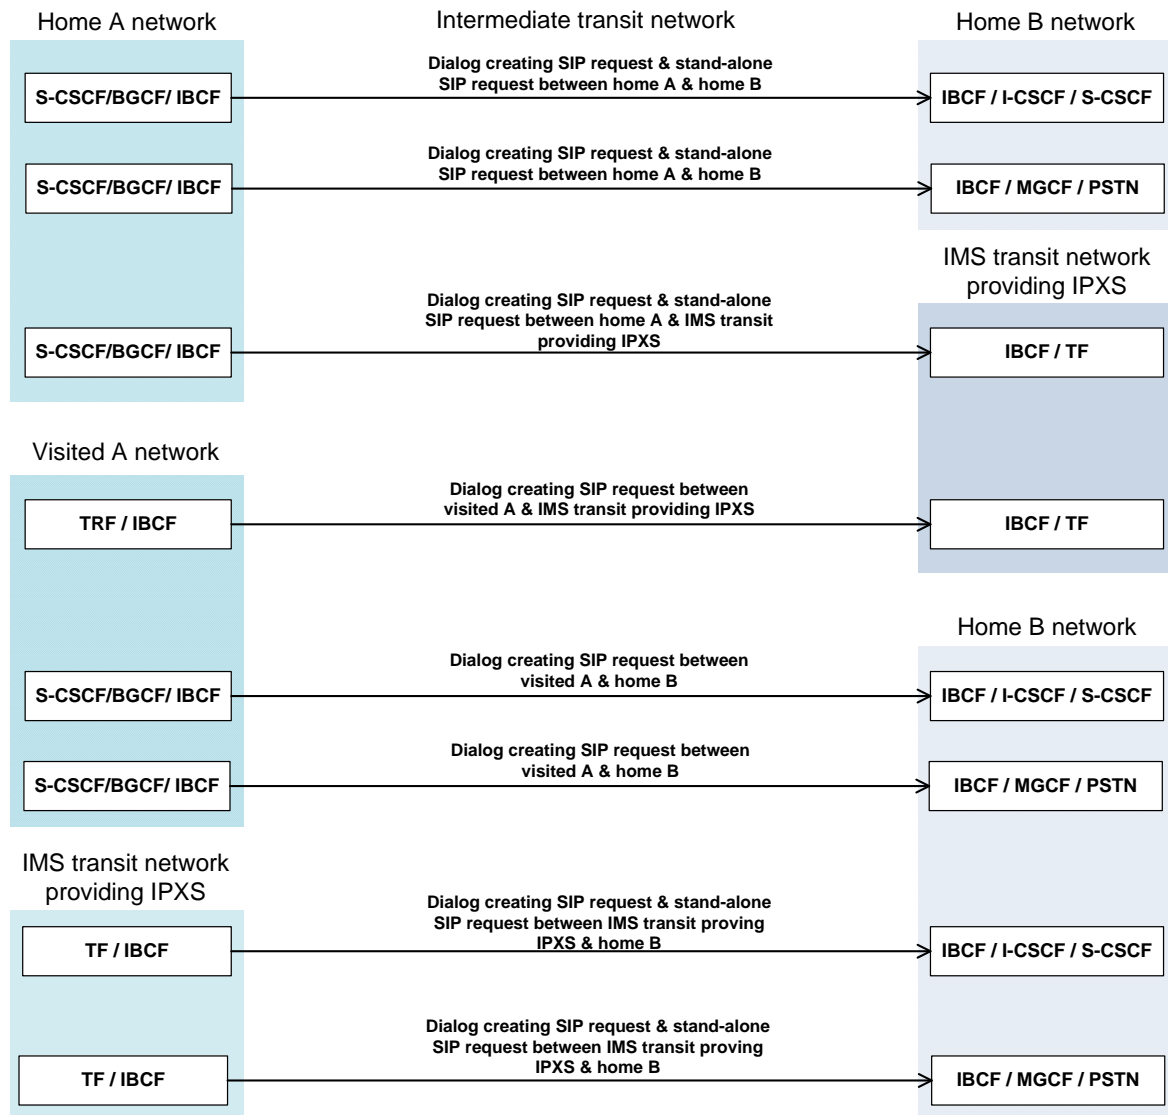 Home A network
Intermediate transit network
Home B network
Dialog creating SIP request & stand-alone
SIP request between home A & home B
S-CSCF/BGCF/ IBCF
IBCF / I-CSCF / S-CSCF
Dialog creating SIP request & stand-alone
SIP request between home A & home B
S-CSCF/BGCF/ IBCF
IBCF / MGCF / PSTN
IMS transit network
providing IPXS
Dialog creating SIP request & stand-alone
SIP request between home A & IMS transit
providing IPXS
S-CSCF/BGCF/ IBCF
IBCF / TF
Visited A network
Dialog creating SIP request between
visited A & IMS transit providing IPXS
TRF / IBCF
IBCF / TF
Home B network
Dialog creating SIP request between
visited A & home B
S-CSCF/BGCF/ IBCF
IBCF / I-CSCF / S-CSCF
Dialog creating SIP request between
visited A & home B
S-CSCF/BGCF/ IBCF
IBCF / MGCF / PSTN
IMS transit network
providing IPXS
Dialog creating SIP request & stand-alone
SIP request between IMS transit proving
IPXS & home B
TF / IBCF
IBCF / I-CSCF / S-CSCF
Dialog creating SIP request & stand-alone
SIP request between IMS transit proving
IPXS & home B
TF / IBCF
IBCF / MGCF / PSTN